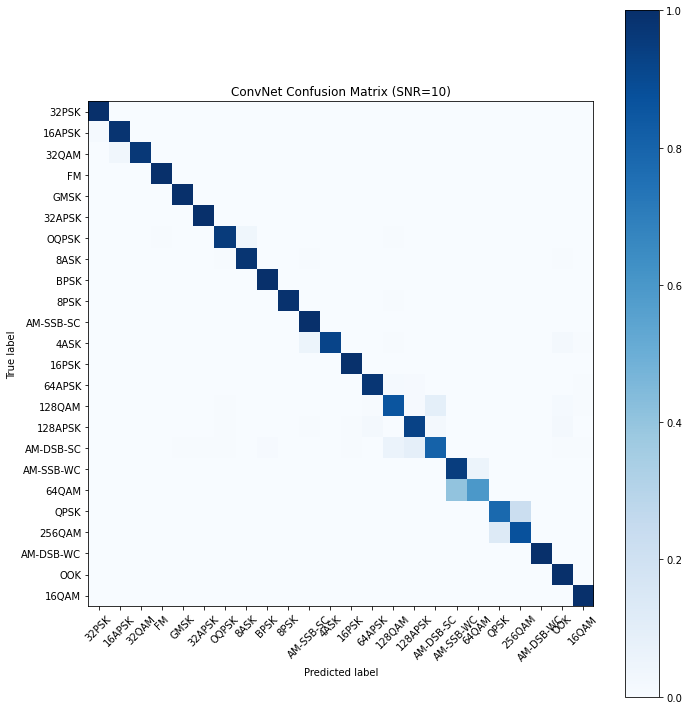 ConvNet Confusion Matrix (SNR=10)
True label
32PSK
16APSK
32QAM
FM
GMSK
32APSK
OQPSK
8ASK
BPSK
8PSK
AM-SSB-SC
4ASK
16PSK
64APSK
128QAM
128APSK
AM-DSB-SC
AM-SSB-WC
64QAM
QPSK
256QAM
AM-DSB-WC
OOK
16QAM
32PSK
16APSK
32QAM
FM
GMSK
32APSK
OQPSK
8ASK
BPSK
8PSK
AM-SSB-SC
4ASK
16PSK
64APSK
128QAM
128APSK
AM-DSB-SC
AM-SSB-WC
64QAM
QPSK
256QAM
AM-DSB-WC
OOK
16QAM
Predicted label
1.0
0.8
0.6
0.4
0.2
0.0